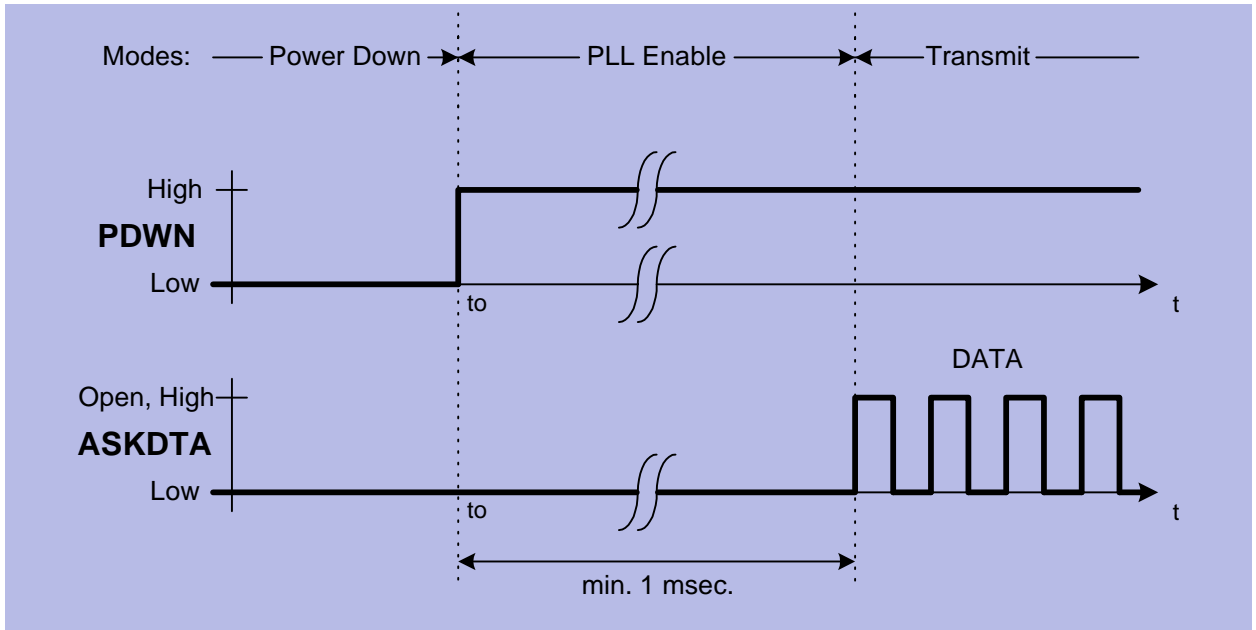 Modes: Power Down PLL Enable Transmit
High
PDWN
Low
to
t
DATA
Open, High
ASKDTA
Low
to
t
min. 1 msec.